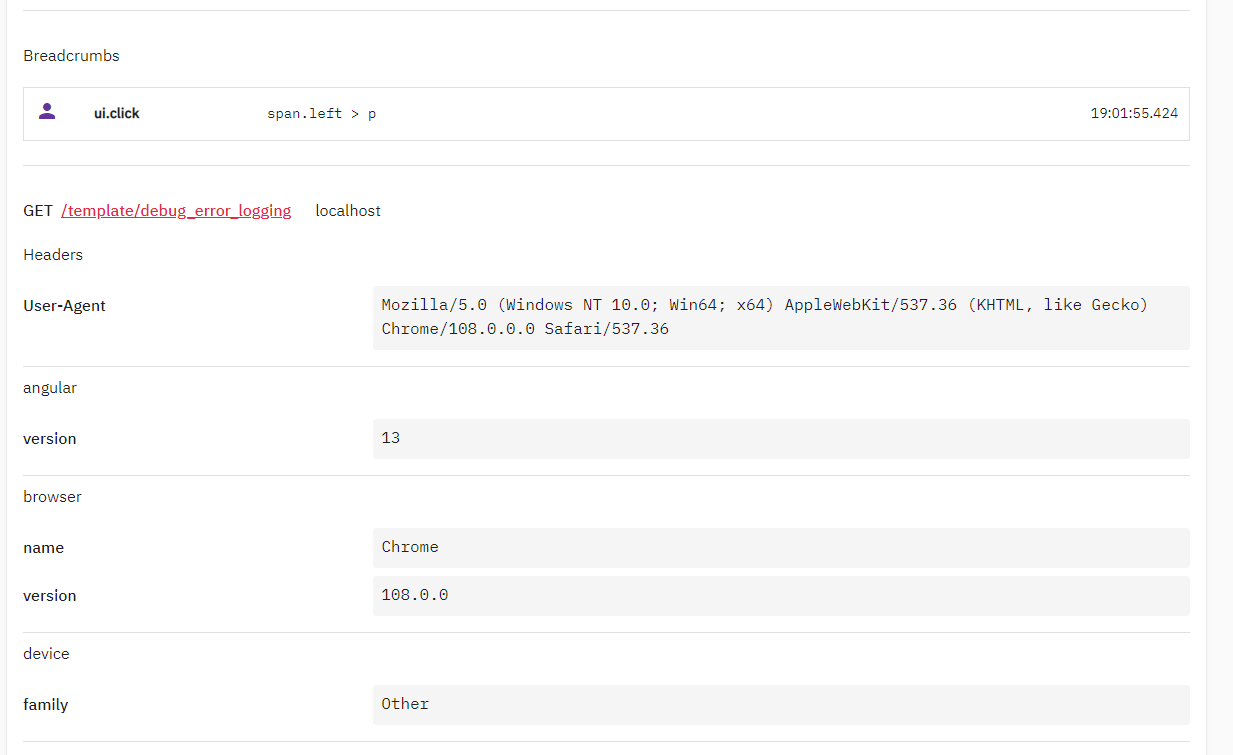 Breadcrumbs
ui.click span.left > p 19:01:55.424
GET /template/debug_error_logging localhost
Headers
User-Agent Mozilla/5.0 (Windows NT 10.0; Win64; x64) AppleWebKit/537.36 (KHTML, like Gecko)
Chrome/108.0.0.0 Safari/537.36
angular
version 13
browser
name Chrome
version 108.0.0
device
family Other